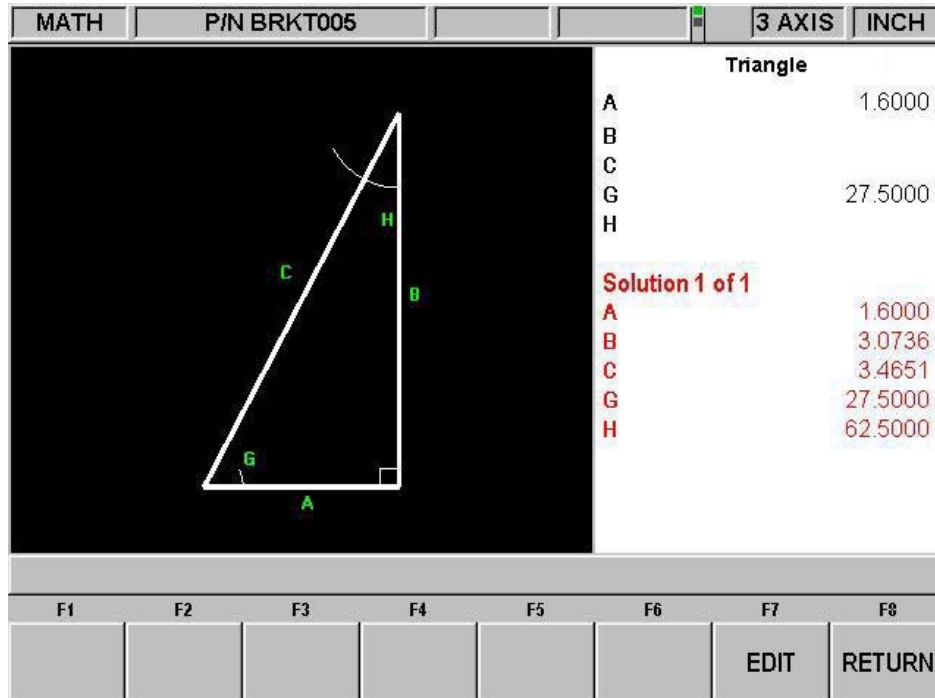 MATH P/N BRKT005 3 AXIS INCH
Triangle
A 1.6000
B
C
G 27.5000
H
Solution 1 of 1
A 1.6000
B 3.0736
C 3.4651
G 27.5000
H 62.5000
H
C
B
G
A
F1 F2 F3 F4 F5 F6 F7 F8
EDIT RETURN